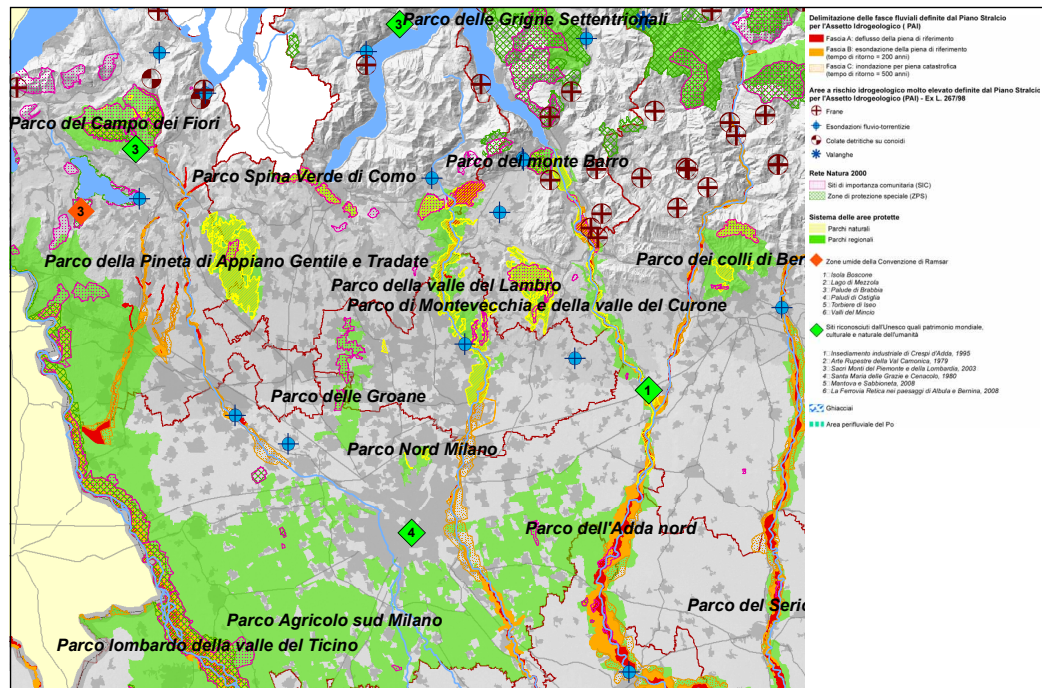 Parco delle Grigne Settentrionali
3
Parco del Campo dei Fiori
3
Parco del monte Barro
Parco Spina Verde di Como
3
Parco della Pineta di Appiano Gentile e Tradate
Parco dei colli di Ber
Parco della valle del Lambro
Parco di Montevecchia e della valle del Curone
1
Parco delle Groane
Parco Nord Milano
4
Parco dell'Adda nord
Parco del Serio
Parco Agricolo sud Milano
Parco lombardo della valle del Ticino
Delimitazione delle fasce fluviali definite dal Piano Stralcio
per l'Assetto Idrogeologico ( PAI)
Fascia A: deflusso della piena di riferimento
Fascia B: esondazione della piena di riferimento
(tempo di ritorno = 200 anni)
Fascia C: inondazione per piena catastrofica
(tempo di ritorno = 500 anni)
Aree a rischio idrogeologico molto elevato definite dal Piano Stralcio
per l'Assetto Idrogeologico (PAI) - Ex L. 267/98
Frane
Esondazioni fluvio-torrentizie
Collate detritiche su conoidi
Valanghe
Rete Natura 2000
Siti di importanza comunitaria (SIC)
Zone di protezione speciale (ZPS)
Sistema delle aree protette
Parchi naturali
Parchi regionali
Zone umide della Convenzione di Ramsar
1 : Isola Boscone
2 : Lago di Mezzola
3 : Palude di Brabbia
4 : Paludi di Ostiglia
5 : Torbiere di Iseo
6 : Valli del Mincio
Siti riconosciuti dall'Unesco quali patrimonio mondiale,
culturale e naturale dell'umanità
1 : Insediamento industriale di Crespi d'Adda, 1995
2 : Arte Rupestre della Val Camonica, 1979
3 : Sacri Monti del Piemonte e della Lombardia, 2003
4 : Santa Maria delle Grazie e Cenacolo, 1980
5 : Mantova e Sabbioneta, 2008
6 : La Ferrovia Retica nei paesaggi di Albula e Bernina, 2008
Ghiacciai
Area perifluviale del Po